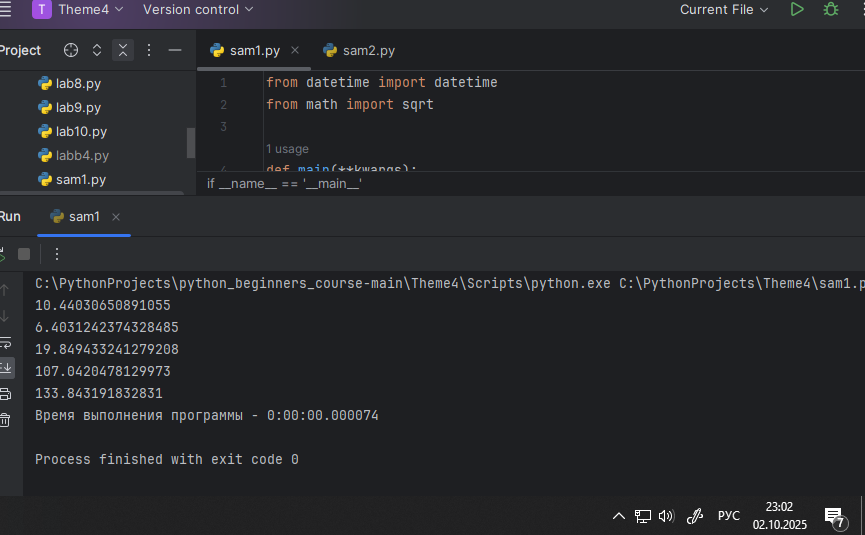 T Theme4 Version control Current File
Project
sam1.py sam2.py
lab8.py
lab9.py
lab10.py
labb4.py
sam1.py
1 from datetime import datetime
2 from math import sqrt
3
1 usage
4 def main(**kwargs):
if __name__ == '__main__'
Run sam1
C:\PythonProjects\python_beginners_course-main\Theme4\Scripts\python.exe C:\PythonProjects\Theme4\sam1.p
10.44030650891055
6.4031242374328485
19.849433241279208
107.0420478129973
133.843191832831
Время выполнения программы - 0:00:00.000074
Process finished with exit code 0
РУС
23:02
02.10.2025
7